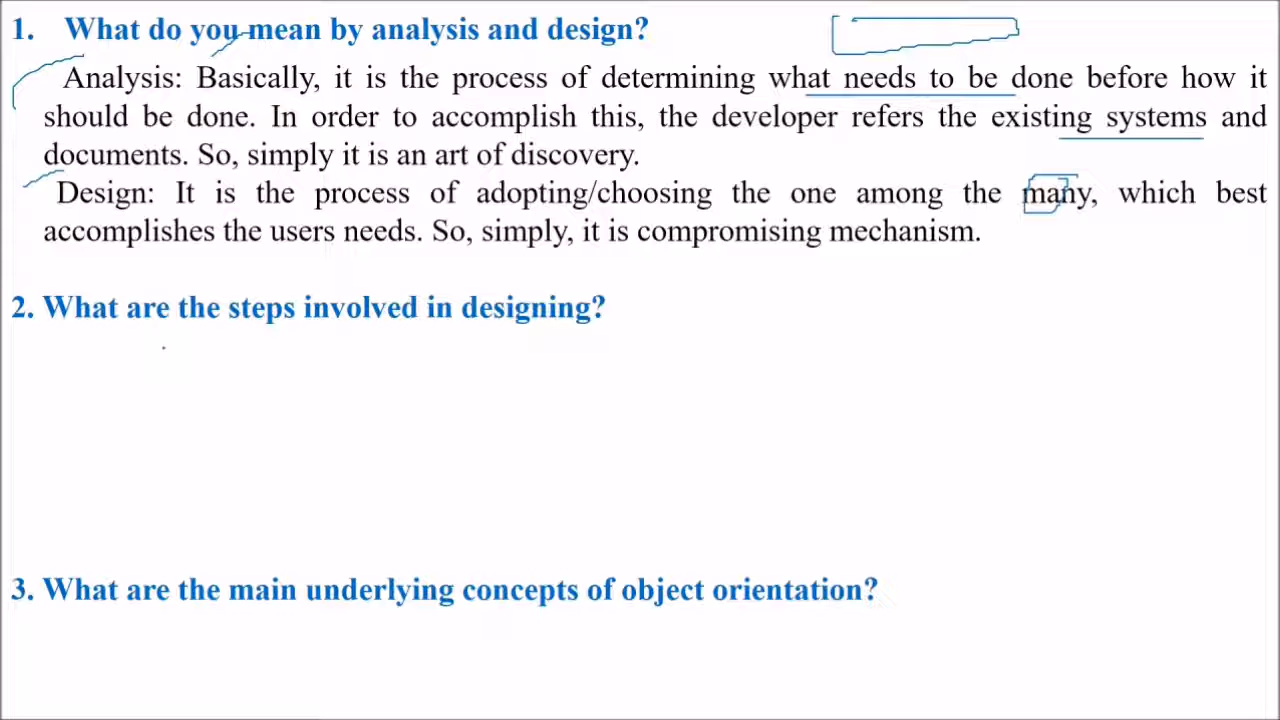 1. What do you mean by analysis and design?
Analysis: Basically, it is the process of determining what needs to be done before how it
should be done. In order to accomplish this, the developer refers the existing systems and
documents. So, simply it is an art of discovery.
Design: It is the process of adopting/choosing the one among the many, which best
accomplishes the users needs. So, simply, it is compromising mechanism.
2. What are the steps involved in designing?
3. What are the main underlying concepts of object orientation?